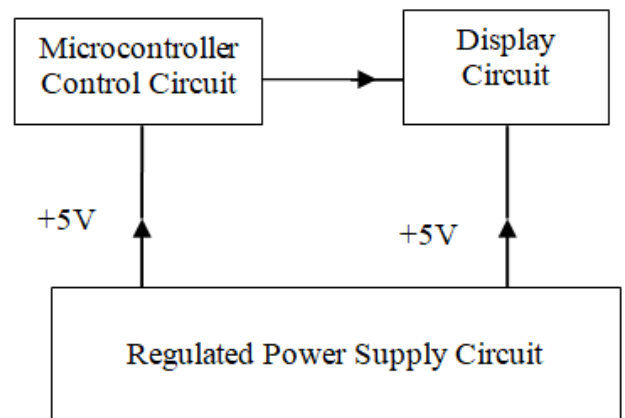 Microcontroller
Control Circuit
Display
Circuit
+5V
+5V
Regulated Power Supply Circuit